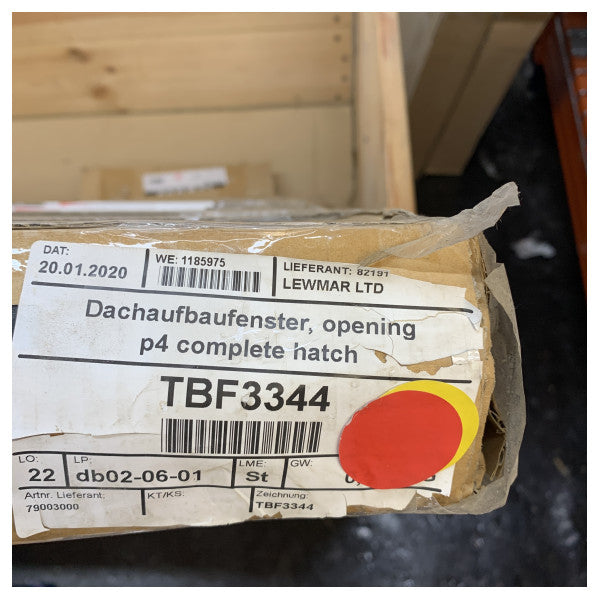 DAT:
20.01.2020
WE: 1185975
LIEFERANT: 82191
LEWMAR LTD
Dachaufbaufenster, opening
p4 complete hatch
TBF3344
LO:
22
LP:
db02-06-01
LME:
St
GW:
Artnr. Lieferant:
79003000
KT/KS:
Zeichnung:
TBF3344